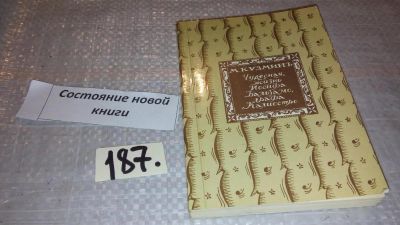 Состояние новой
книги
187.
М. КУЗМИНЪ
Чудесная
жизнь
Иосифа
Бальзамо,
графа
Калиостро